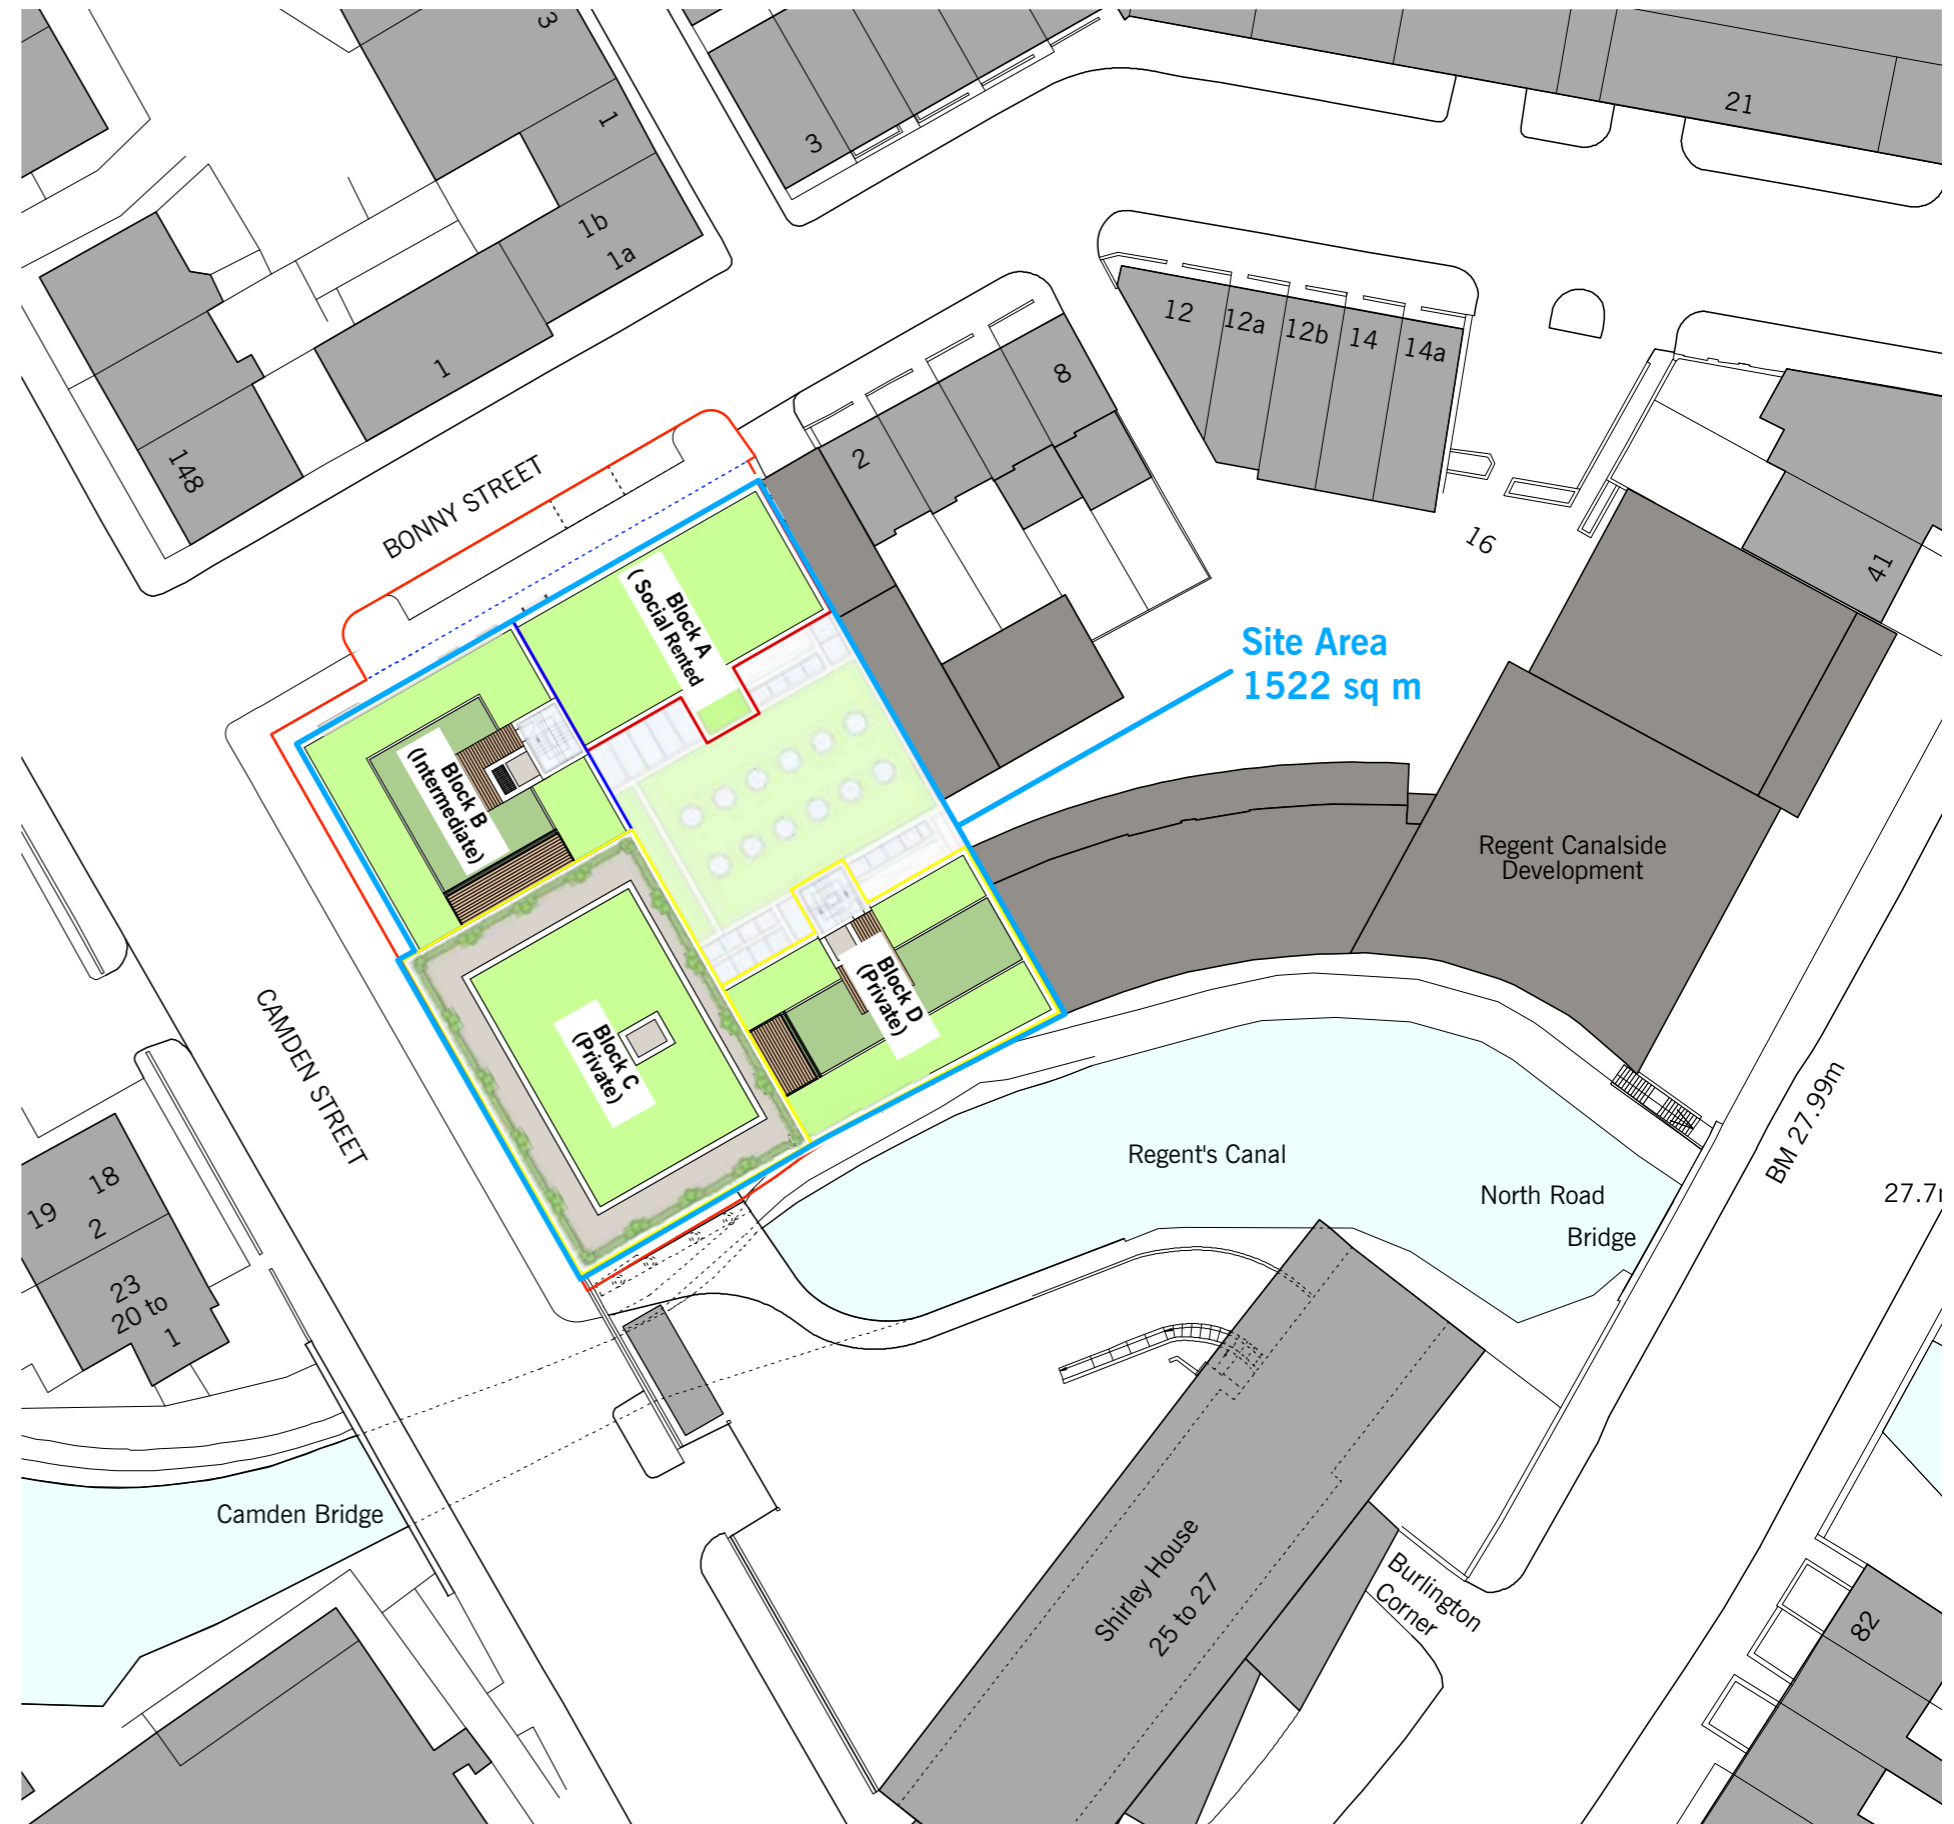 3
1
1b
1a
3
21
12
12a
12b
14
14a
8
2
1
148
BONNY STREET
16
41
Block A
( Social Rented
Site Area
1522 sq m
Block B
(Intermediate)
Regent Canalside
Development
Block D
(Private)
Block C
(Private)
CAMDEN STREET
BM 27.99m
Regent's Canal
North Road
Bridge
27.7
18
19
2
23
20 to
1
Camden Bridge
Shirley House
25 to 27
Burlington
Corner
82